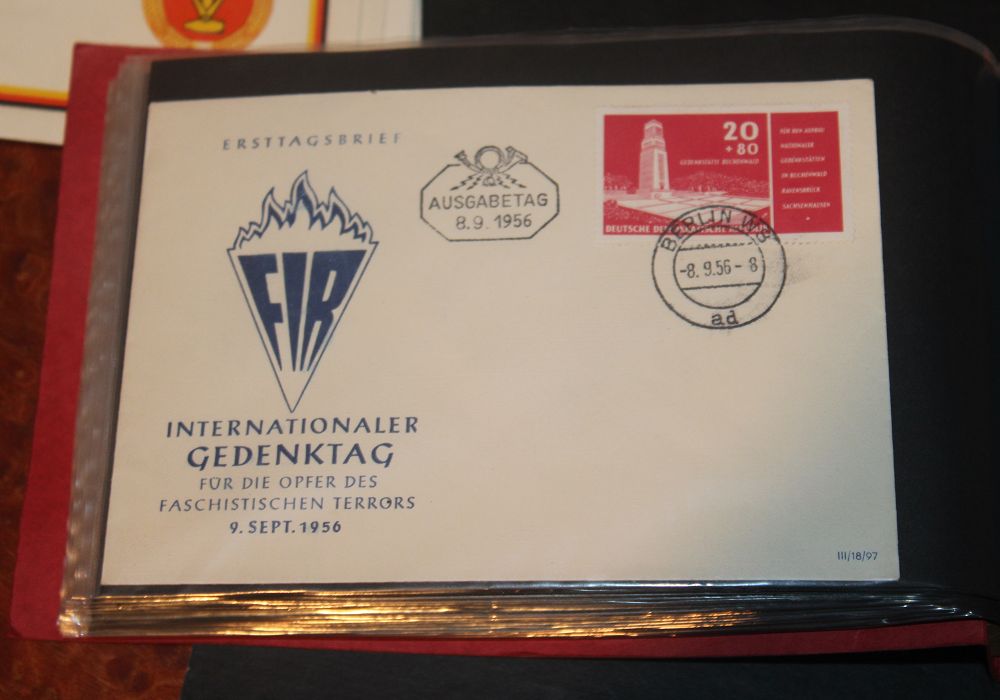 ERSTTAGSBRIEF
FIR
INTERNATIONALER
GEDENKTAG
FÜR DIE OPFER DES
FASCHISTISCHEN TERRORS
9. SEPT. 1956
AUSGABETAG
8.9. 1956
20
+ 80
GEDENKSTÄTTE BUCHENWALD
FÜR DEN AUFBAU
NATIONALER
GEDENKSTÄTTEN
IN BUCHENWALD
RAVENSBRÜCK
SACHSENHAUSEN
DEUTSCHE DEMOKRATISCHE REPUBLIK
BERLIN W8
-8. 9.56-8
ad
III/18/97